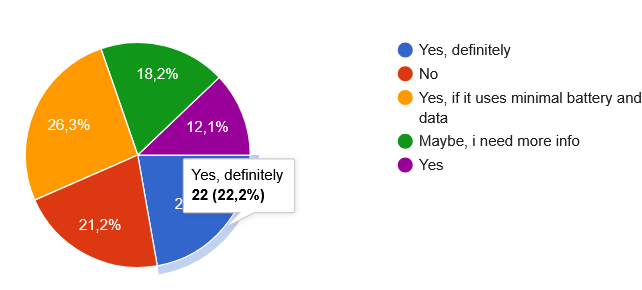 18,2%
12,1%
26,3%
21,2%
Yes, definitely
22 (22,2%)
Yes, definitely
No
Yes, if it uses minimal battery and
data
Maybe, i need more info
Yes